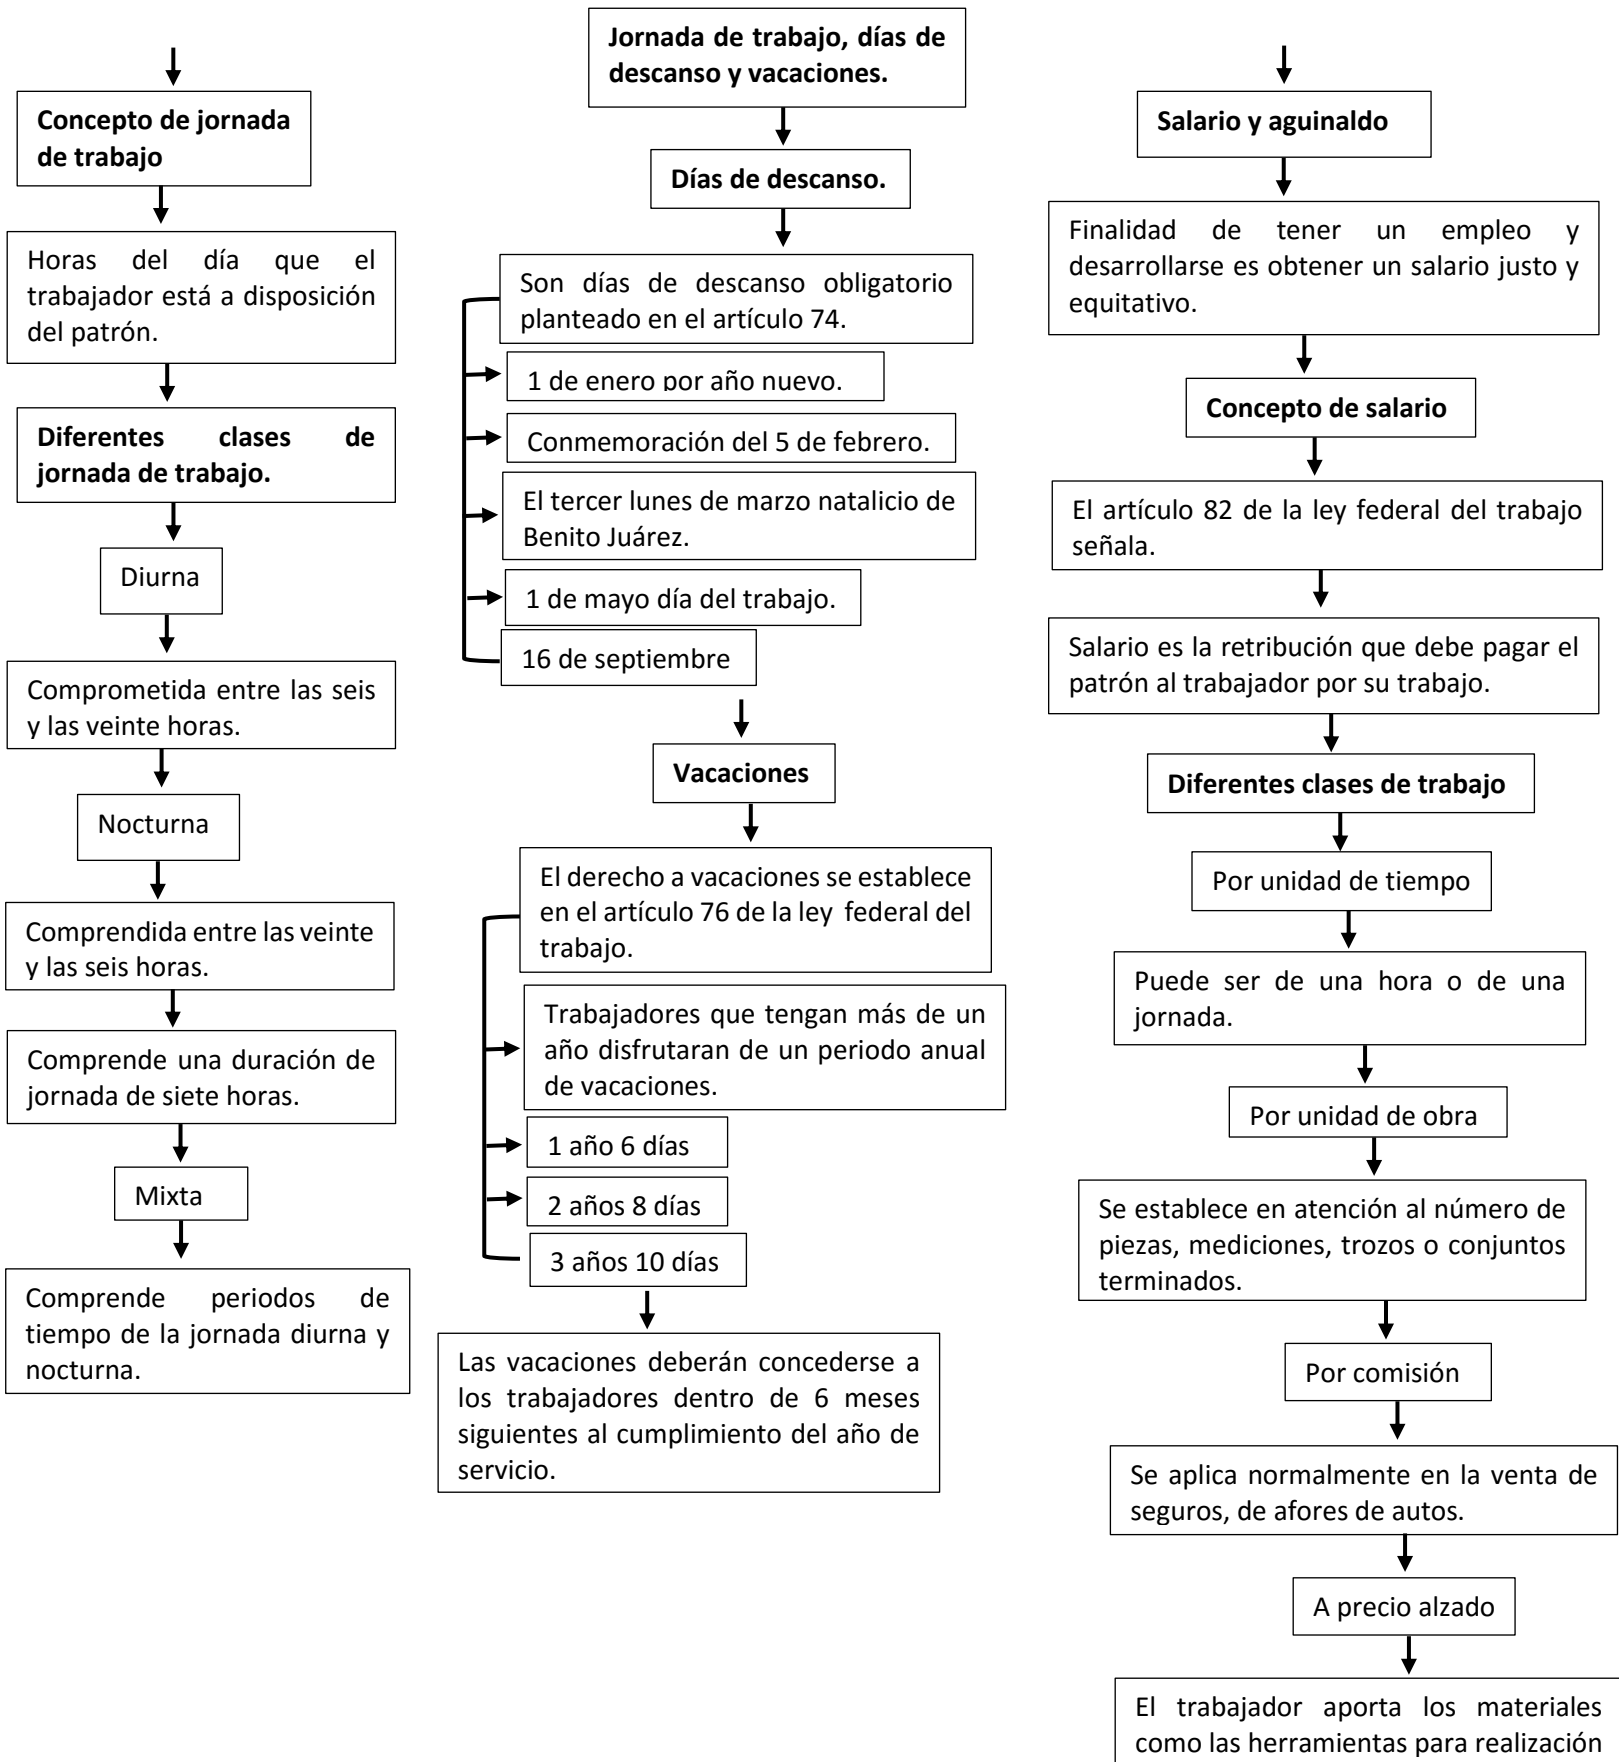 Concepto de jornada
de trabajo
Horas del día que el
trabajador está a disposición
del patrón.
Diferentes clases de
jornada de trabajo.
Diurna
Comprometida entre las seis
y las veinte horas.
Nocturna
Comprendida entre las veinte
y las seis horas.
Comprende una duración de
jornada de siete horas.
Mixta
Comprende periodos de
tiempo de la jornada diurna y
nocturna.
Jornada de trabajo, días de
descanso y vacaciones.
Días de descanso.
Son días de descanso obligatorio
planteado en el artículo 74.
1 de enero por año nuevo.
Conmemoración del 5 de febrero.
El tercer lunes de marzo natalicio de
Benito Juárez.
1 de mayo día del trabajo.
16 de septiembre
Vacaciones
El derecho a vacaciones se establece
en el artículo 76 de la ley federal del
trabajo.
Trabajadores que tengan más de un
año disfrutaran de un periodo anual
de vacaciones.
1 año 6 días
2 años 8 días
3 años 10 días
Las vacaciones deberán concederse a
los trabajadores dentro de 6 meses
siguientes al cumplimiento del año de
servicio.
Salario y aguinaldo
Finalidad de tener un empleo y
desarrollarse es obtener un salario justo y
equitativo.
Concepto de salario
El artículo 82 de la ley federal del trabajo
señala.
Salario es la retribución que debe pagar el
patrón al trabajador por su trabajo.
Diferentes clases de trabajo
Por unidad de tiempo
Puede ser de una hora o de una
jornada.
Por unidad de obra
Se establece en atención al número de
piezas, mediciones, trozos o conjuntos
terminados.
Por comisión
Se aplica normalmente en la venta de
seguros, de afores de autos.
A precio alzado
El trabajador aporta los materiales
como las herramientas para realización